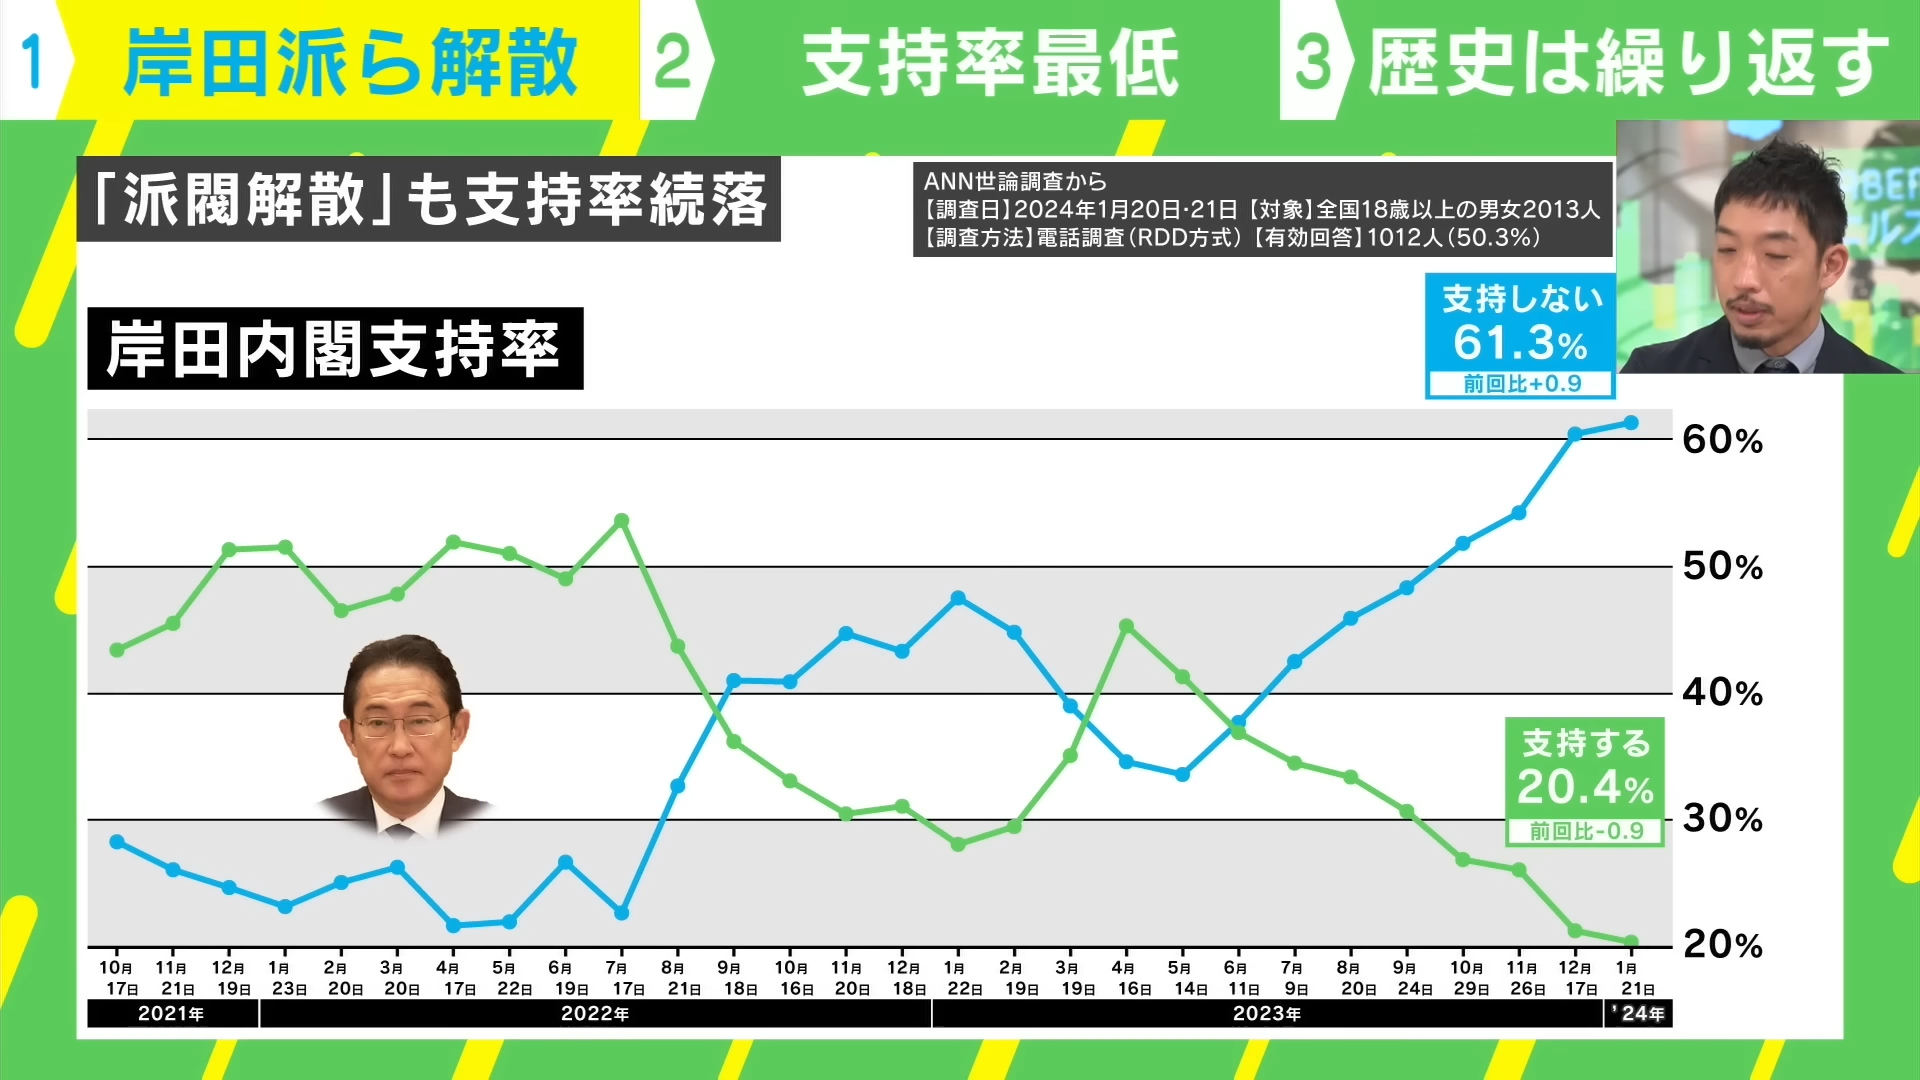 1 岸田派ら解散
2 支持率最低
3 歴史は繰り返す
「派閥解散」も支持率続落
ANN世論調査から
【調査日】2024年1月20日・21日 【対象】全国18歳以上の男女2013人
【調査方法】電話調査(RDD方式) 【有効回答】1012人(50.3%)
岸田内閣支持率
支持しない
61.3%
前回比+0.9
60%
50%
40%
支持する
20.4%
前回比-0.9
30%
20%
10月 11月 12月 1月 2月 3月 4月 5月 6月 7月 8月 9月 10月 11月 12月 1月 2月 3月 4月 5月 6月 7月 8月 9月 10月 11月 12月 1月
17日 21日 19日 23日 20日 20日 17日 22日 19日 17日 21日 18日 16日 20日 18日 22日 19日 19日 16日 14日 11日 9日 20日 24日 29日 26日 17日 21日
2021年 2022年 2023年 '24年